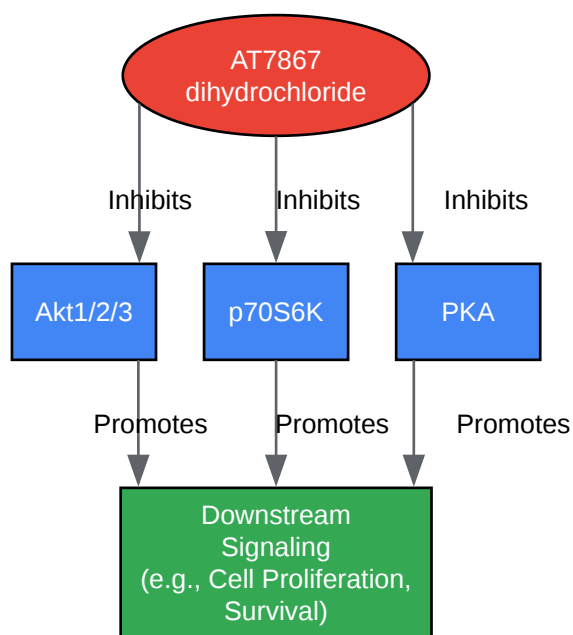 AT7867
dihydrochloride
Inhibits
Inhibits
Inhibits
Akt1/2/3
p70S6K
PKA
Promotes
Promotes
Promotes
Downstream
Signaling
(e.g., Cell Proliferation,
Survival)